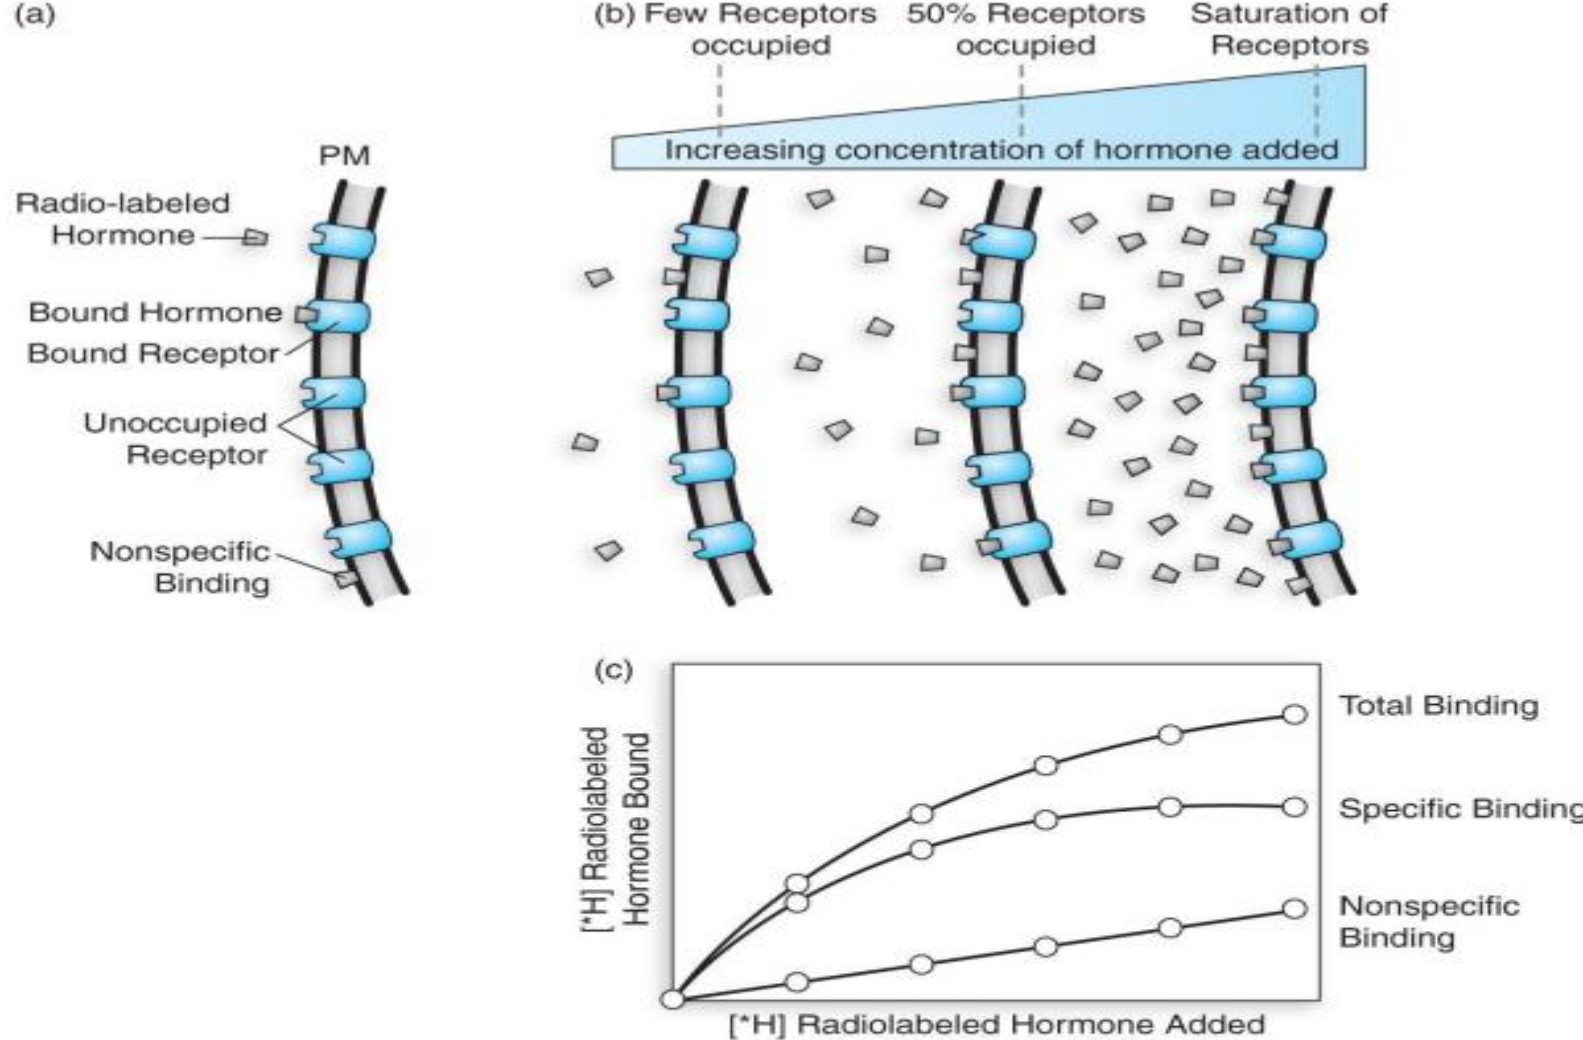 (a)
PM
Radio-labeled
Hormone
Bound Hormone
Bound Receptor
Unoccupied
Receptor
Nonspecific
Binding
(b) Few Receptors
occupied
50% Receptors
occupied
Saturation of
Receptors
Increasing concentration of hormone added
(c)
[*H] Radiolabeled
Hormone Bound
Total Binding
Specific Binding
Nonspecific
Binding
[*H] Radiolabeled Hormone Added